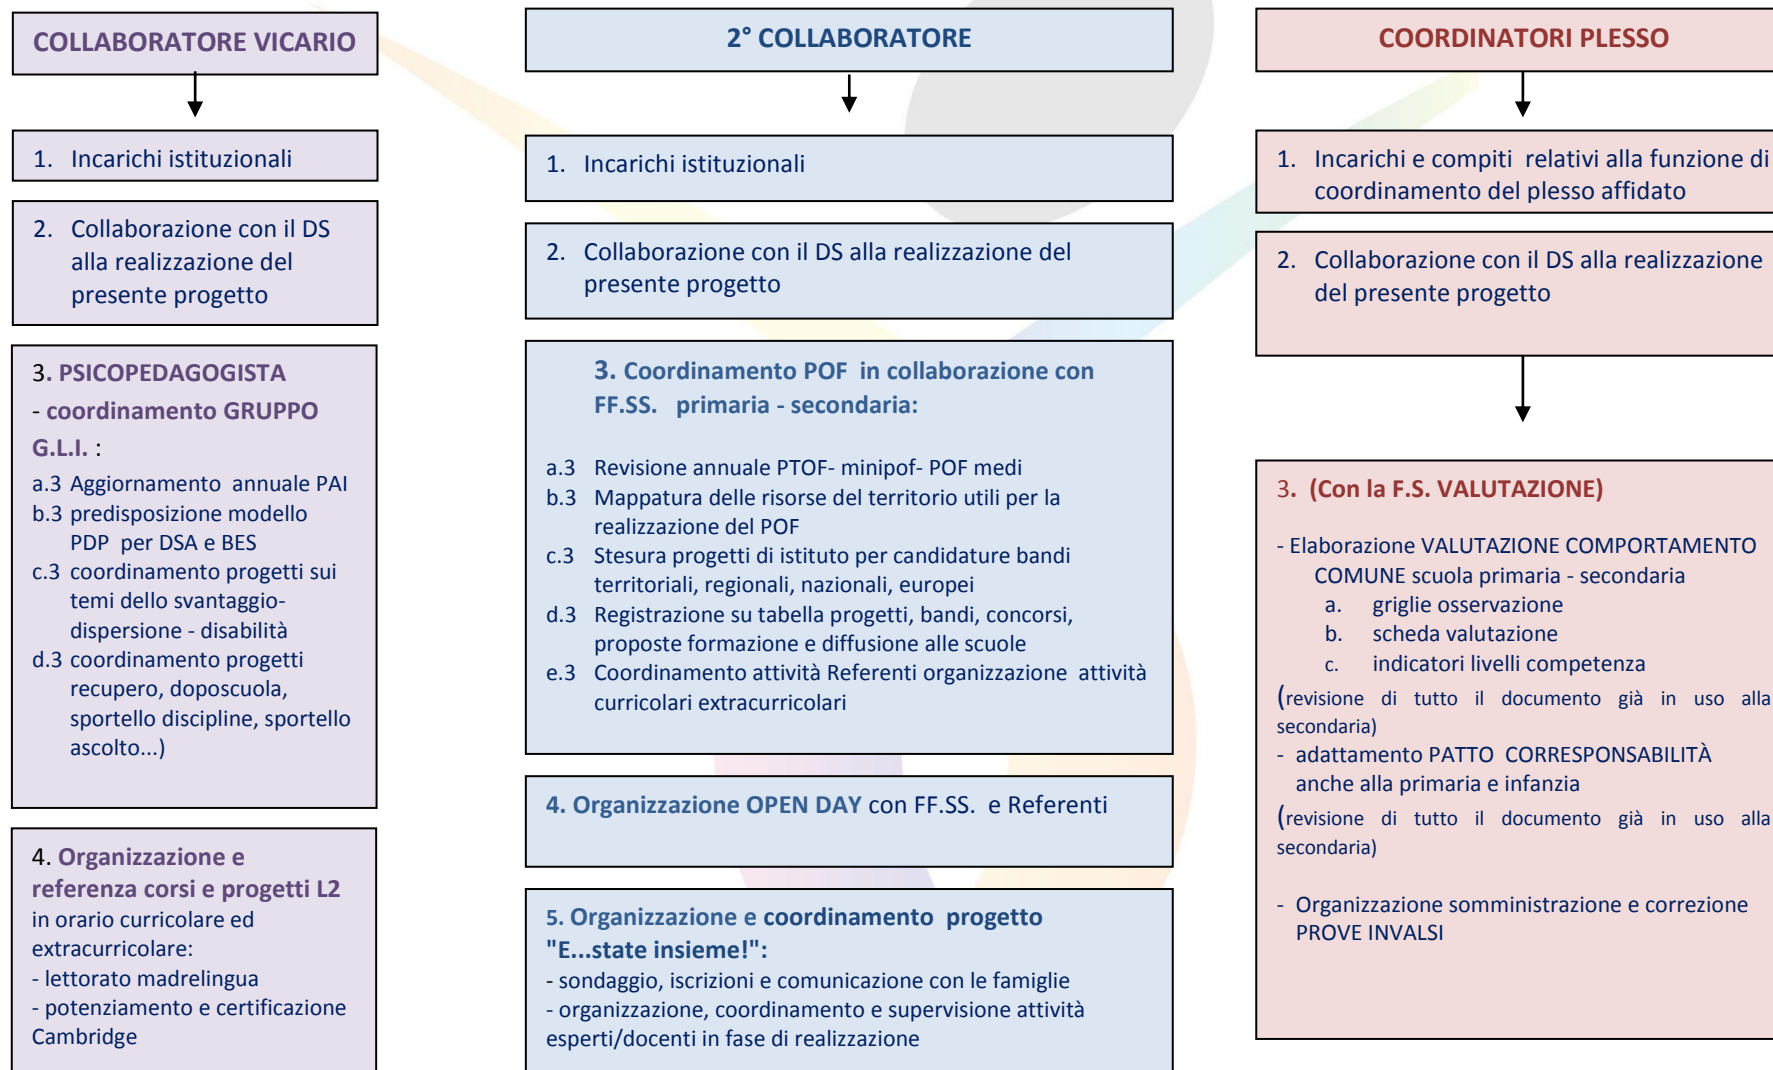 COLLABORATORE VICARIO
1. Incarichi istituzionali
2. Collaborazione con il DS
alla realizzazione del
presente progetto
3. PSICOPEDAGOGISTA
- coordinamento GRUPPO
G.L.I. :
a.3 Aggiornamento annuale PAI
b.3 predisposizione modello
PDP per DSA e BES
c.3 coordinamento progetti sui
temi dello svantaggio-
dispersione - disabilità
d.3 coordinamento progetti
recupero, doposcuola,
sportello discipline, sportello
ascolto...)
4. Organizzazione e
referenza corsi e progetti L2
in orario curricolare ed
extracurricolare:
- lettorato madrelingua
- potenziamento e certificazione
Cambridge
2° COLLABORATORE
1. Incarichi istituzionali
2. Collaborazione con il DS alla realizzazione del
presente progetto
3. Coordinamento POF in collaborazione con
FF.SS. primaria - secondaria:
a.3 Revisione annuale PTOF- minipof- POF medi
b.3 Mappatura delle risorse del territorio utili per la
realizzazione del POF
c.3 Stesura progetti di istituto per candidature bandi
territoriali, regionali, nazionali, europei
d.3 Registrazione su tabella progetti, bandi, concorsi,
proposte formazione e diffusione alle scuole
e.3 Coordinamento attività Referenti organizzazione attività
curricolari extracurricolari
4. Organizzazione OPEN DAY con FF.SS. e Referenti
5. Organizzazione e coordinamento progetto
"E...state insieme!":
- sondaggio, iscrizioni e comunicazione con le famiglie
- organizzazione, coordinamento e supervisione attività
esperti/docenti in fase di realizzazione
COORDINATORI PLESSO
1. Incarichi e compiti relativi alla funzione di
coordinamento del plesso affidato
2. Collaborazione con il DS alla realizzazione
del presente progetto
3. (Con la F.S. VALUTAZIONE)
- Elaborazione VALUTAZIONE COMPORTAMENTO
COMUNE scuola primaria - secondaria
a. griglie osservazione
b. scheda valutazione
c. indicatori livelli competenza
(revisione di tutto il documento già in uso alla
secondaria)
- adattamento PATTO CORRESPONSABILITÀ
anche alla primaria e infanzia
(revisione di tutto il documento già in uso alla
secondaria)
- Organizzazione somministrazione e correzione
PROVE INVALSI